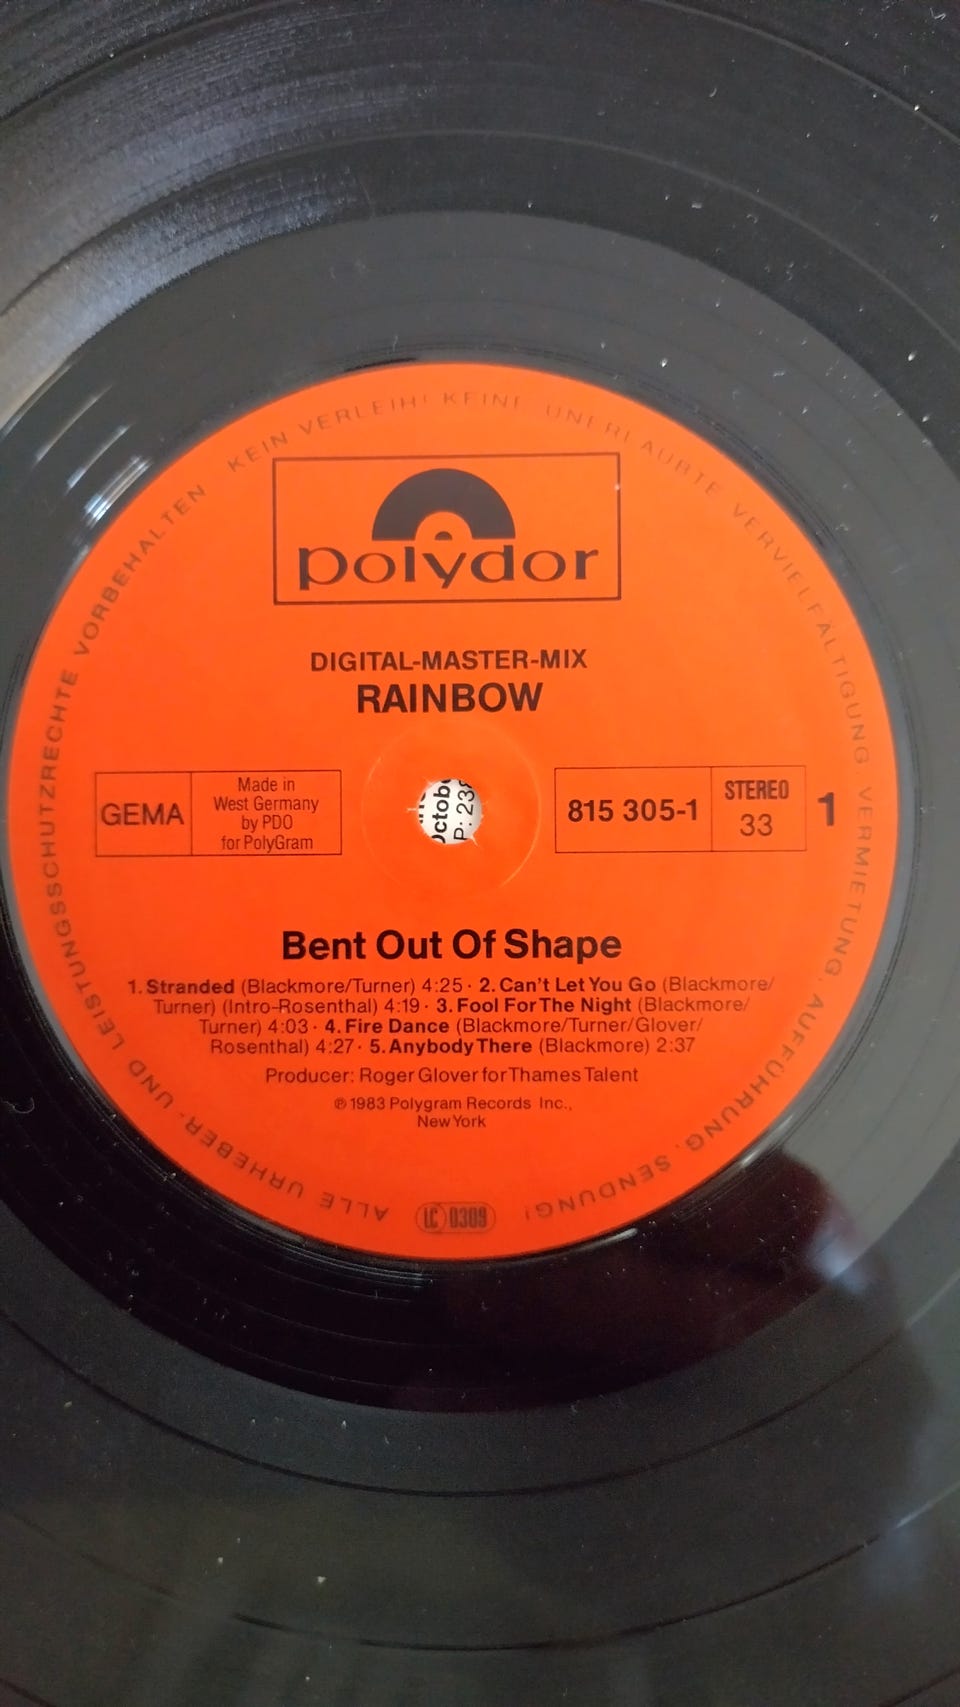 ALLE URHEBER- UND LEISTUNGSSCHUTZRECHTE VORBEHALTEN KEIN VERLEIH! KEINE UNERLAUBTE VERVIELFÄLTIGUNG, VERMIETUNG, AUFFÜHRUNG, SENDUNG!
polydor
DIGITAL-MASTER-MIX
RAINBOW
GEMA
Made in
West Germany
by PDO
for PolyGram
815 305-1
STEREO
33
1
Bent Out Of Shape
1. Stranded (Blackmore/Turner) 4:25 · 2. Can't Let You Go (Blackmore/
Turner) (Intro-Rosenthal) 4:19 · 3. Fool For The Night (Blackmore/
Turner) 4:03 · 4. Fire Dance (Blackmore/Turner/Glover/
Rosenthal) 4:27 · 5. Anybody There (Blackmore) 2:37
Producer: Roger Glover for Thames Talent
℗ 1983 Polygram Records Inc.,
New York
LC 0309